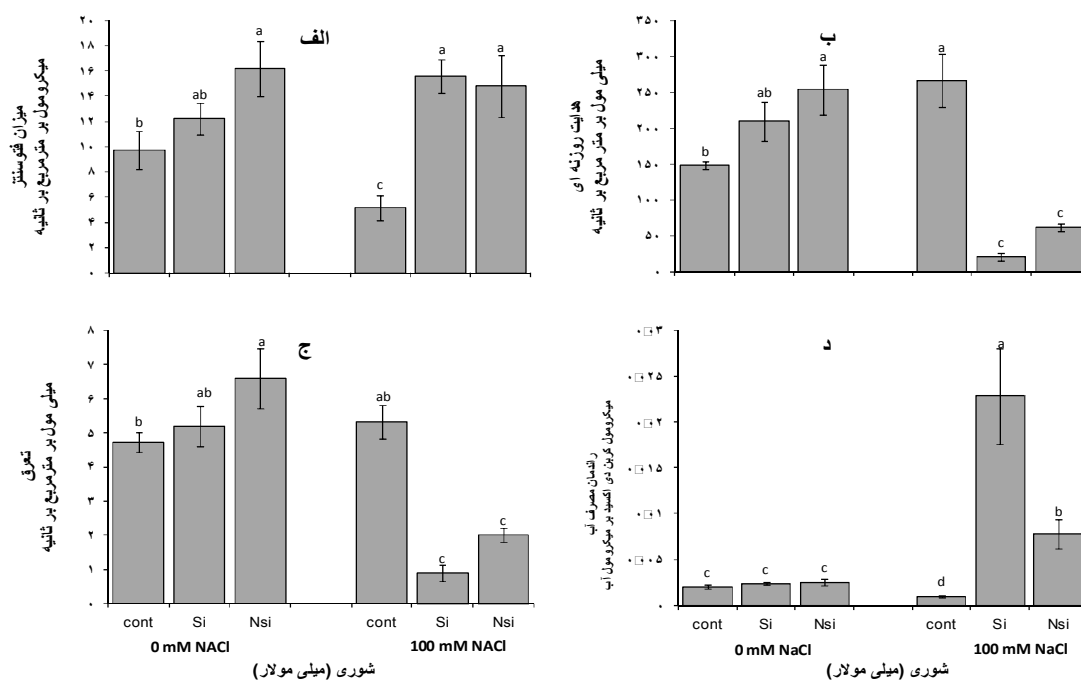 الف
میزان فتوسنتز
میکرومول بر مترمربع بر ثانیه
۲۰
۱۸
۱۶
۱۴
۱۲
۱۰
۸
۶
۴
۲
۰
b
ab
a
c
a
a
ب
هدایت روزنه ای
میلی مول بر متر مربع بر ثانیه
۳۵۰
۳۰۰
۲۵۰
۲۰۰
۱۵۰
۱۰۰
۵۰
۰
b
ab
a
a
c
c
ج
تعرق
میلی مول بر مترمربع بر ثانیه
۸
۷
۶
۵
۴
۳
۲
۱
۰
b
ab
a
ab
c
c
cont Si Nsi cont Si Nsi
0 mM NACl 100 mM NACl
شوری (میلی مولار)
د
راندمان مصرف آب
میکرومول کربن دی اکسید بر میکرومول آب
۰□۰۳
۰□۰۲۵
۰□۰۲
۰□۰۱۵
۰□۰۱
۰□۰۰۵
۰
c
c
c
d
a
b
cont Si Nsi cont Si Nsi
0 mM NaCl 100 mM NaCl
شوری (میلی مولار)